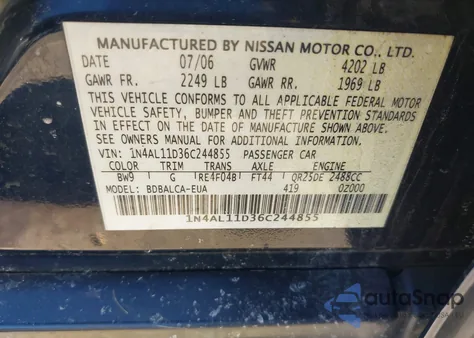 MANUFACTURED BY NISSAN MOTOR CO., LTD.
DATE 07/06 GVWR 4202 LB
GAWR FR. 2249 LB GAWR RR. 1969 LB
THIS VEHICLE CONFORMS TO ALL APPLICABLE FEDERAL MOTOR
VEHICLE SAFETY, BUMPER AND THEFT PREVENTION STANDARDS
IN EFFECT ON THE DATE OF MANUFACTURE SHOWN ABOVE.
SEE OWNERS MANUAL FOR ADDITIONAL INFORMATION.
VIN: 1N4AL11D36C244855 PASSENGER CAR
COLOR TRIM TRANS AXLE ENGINE
BW9 G RE4F04B FT44 QR25DE 2488CC
MODEL: BDBALCA-EUA 419 0Z000
1N4AL11D36C244855
autoSnap